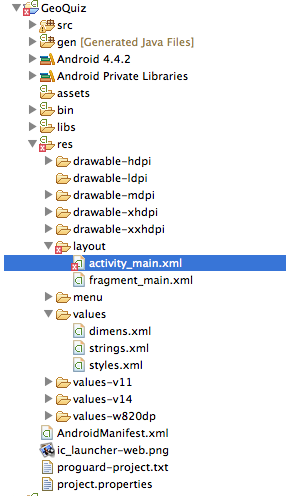 GeoQuiz
src
gen [Generated Java Files]
Android 4.4.2
Android Private Libraries
assets
bin
libs
res
drawable-hdpi
drawable-ldpi
drawable-mdpi
drawable-xhdpi
drawable-xxhdpi
layout
activity_main.xml
fragment_main.xml
menu
values
dimens.xml
strings.xml
styles.xml
values-v11
values-v14
values-w820dp
AndroidManifest.xml
ic_launcher-web.png
proguard-project.txt
project.properties